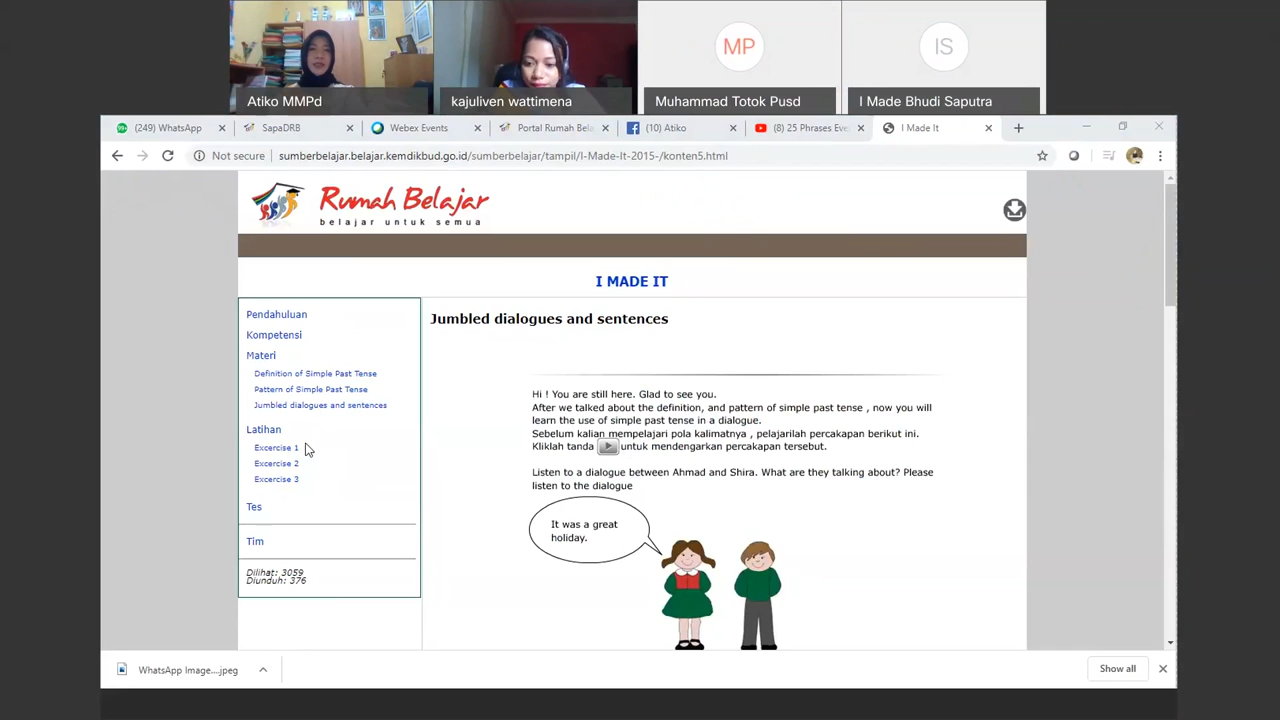 MP
IS
Atiko MMPd
kajuliven wattimena
Muhammad Totok Pusd
I Made Bhudi Saputra
(249) WhatsApp
SapaDRB
Webex Events
Portal Rumah Bela
(10) Atiko
(8) 25 Phrases Eve
I Made It
Not secure
sumberbelajar.belajar.kemdikbud.go.id/sumberbelajar/tampil/I-Made-It-2015-/konten5.html
Rumah Belajar
belajar untuk semua
I MADE IT
Pendahuluan
Kompetensi
Materi
Definition of Simple Past Tense
Pattern of Simple Past Tense
Jumbled dialogues and sentences
Latihan
Excercise 1
Excercise 2
Excercise 3
Tes
Tim
Dilihat: 3059
Diunduh: 376
Jumbled dialogues and sentences
Hi ! You are still here. Glad to see you.
After we talked about the definition, and pattern of simple past tense , now you will
learn the use of simple past tense in a dialogue.
Sebelum kalian mempelajari pola kalimatnya , pelajarilah percakapan berikut ini.
Kliklah tanda untuk mendengarkan percakapan tersebut.
Listen to a dialogue between Ahmad and Shira. What are they talking about? Please
listen to the dialogue
It was a great
holiday.
WhatsApp Image....jpeg
Show all